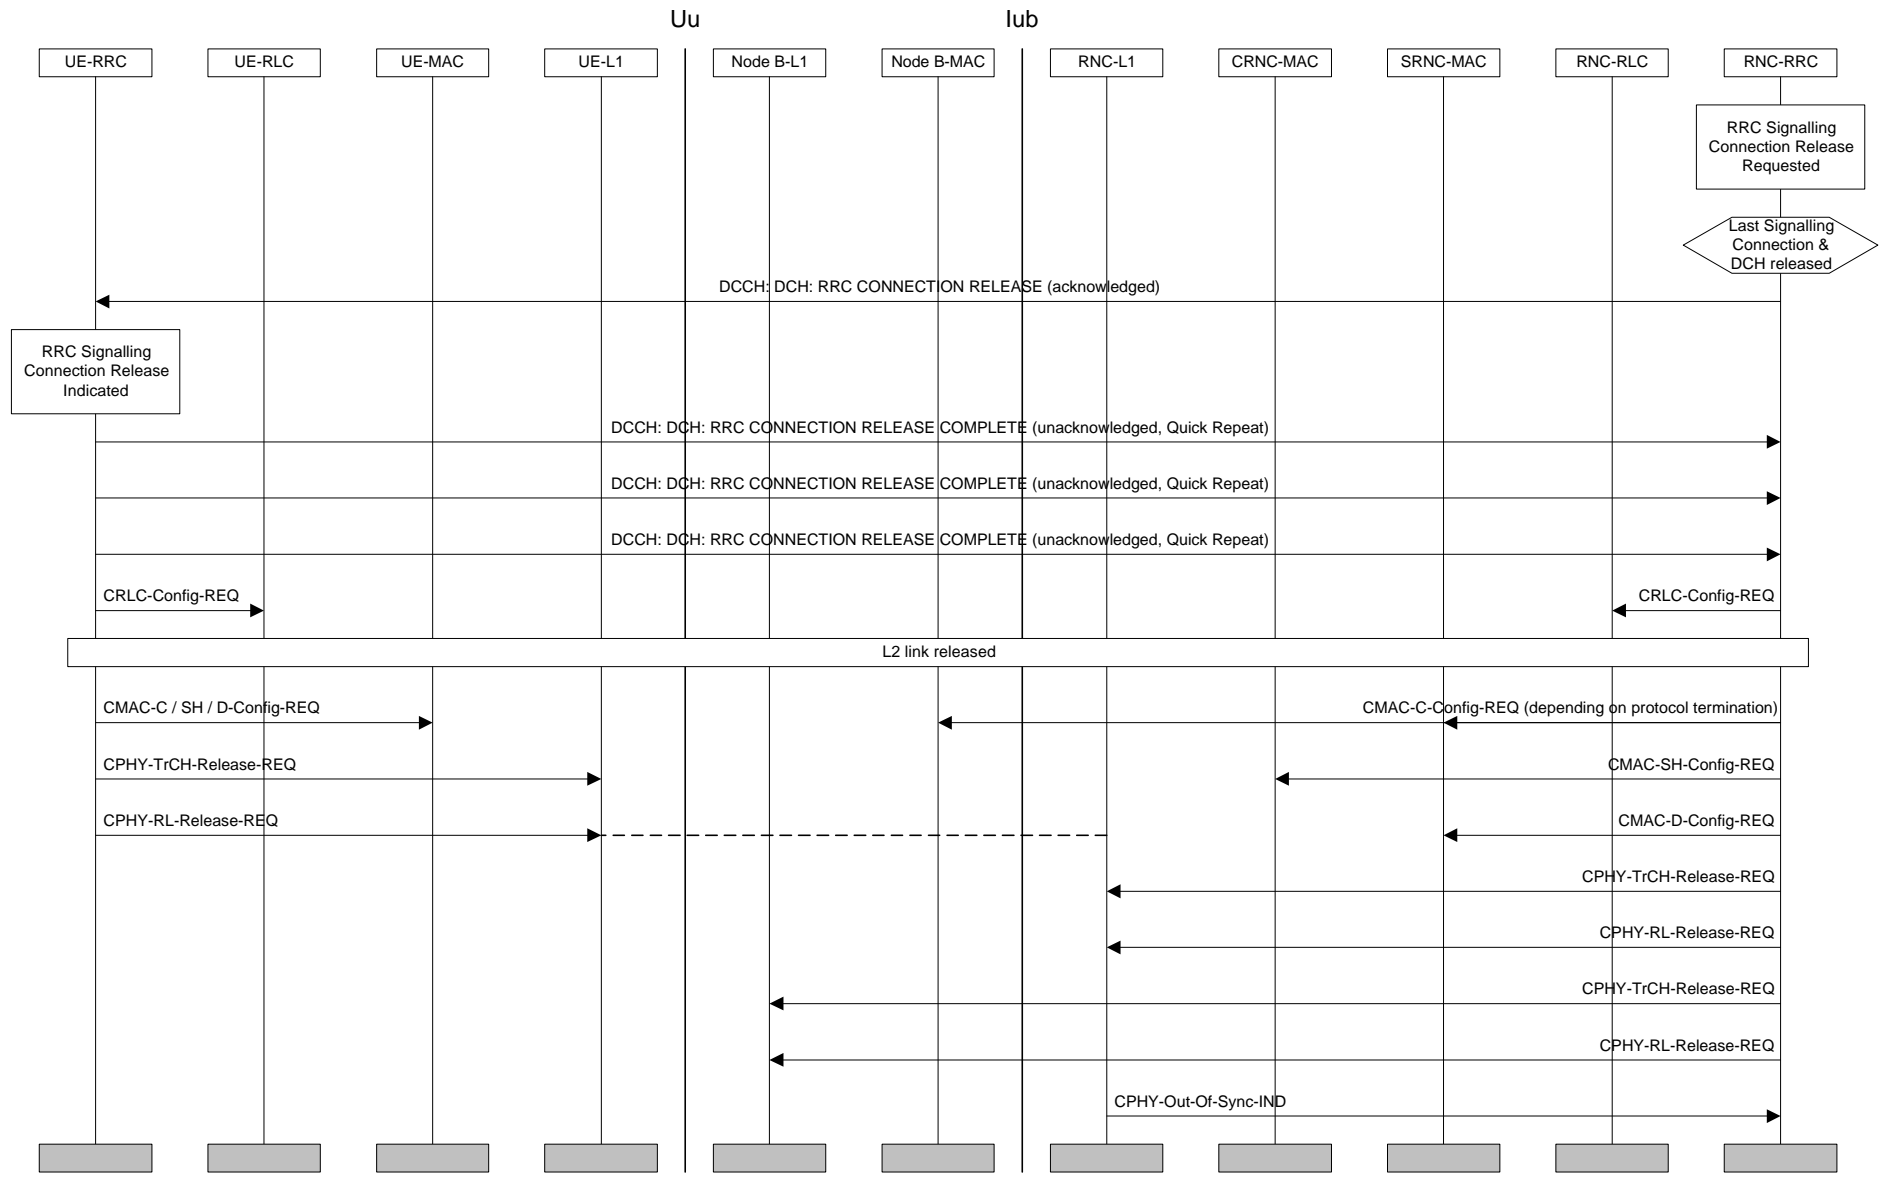 Uu
Iub
UE-RRC
UE-RLC
UE-MAC
UE-L1
Node B-L1
Node B-MAC
RNC-L1
CRNC-MAC
SRNC-MAC
RNC-RLC
RNC-RRC
RRC Signalling
Connection Release
Requested
Last Signalling
Connection &
DCH released
DCCH: DCH: RRC CONNECTION RELEASE (acknowledged)
RRC Signalling
Connection Release
Indicated
DCCH: DCH: RRC CONNECTION RELEASE COMPLETE (unacknowledged, Quick Repeat)
DCCH: DCH: RRC CONNECTION RELEASE COMPLETE (unacknowledged, Quick Repeat)
DCCH: DCH: RRC CONNECTION RELEASE COMPLETE (unacknowledged, Quick Repeat)
CRLC-Config-REQ
CRLC-Config-REQ
L2 link released
CMAC-C / SH / D-Config-REQ
CMAC-C-Config-REQ (depending on protocol termination)
CPHY-TrCH-Release-REQ
CMAC-SH-Config-REQ
CPHY-RL-Release-REQ
CMAC-D-Config-REQ
CPHY-TrCH-Release-REQ
CPHY-RL-Release-REQ
CPHY-TrCH-Release-REQ
CPHY-RL-Release-REQ
CPHY-Out-Of-Sync-IND